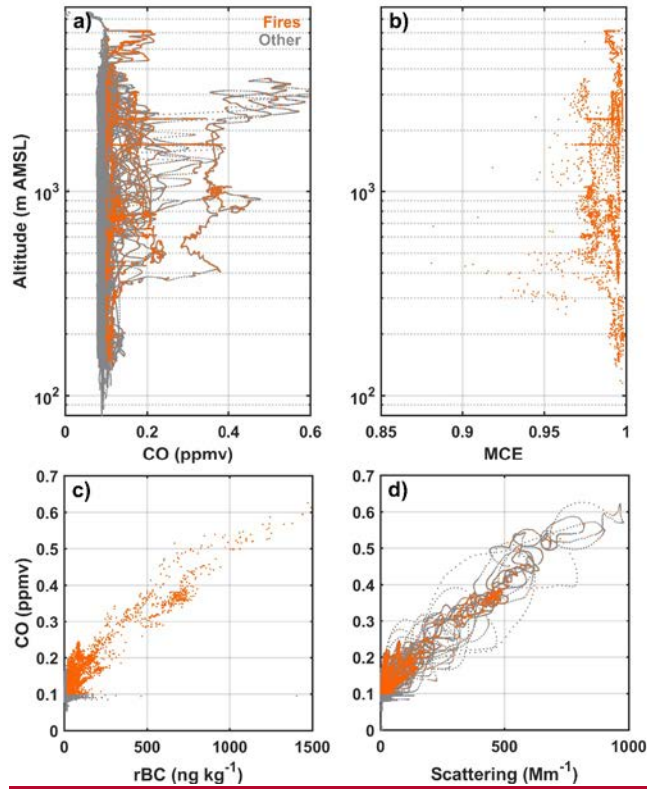 a)
Fires
Other
b)
Altitude (m AMSL)
10³
10²
0 0.2 0.4 0.6
CO (ppmv)
0.85 0.9 0.95 1
MCE
c)
d)
CO (ppmv)
0.7
0.6
0.5
0.4
0.3
0.2
0.1
0
0 500 1000 1500
rBC (ng kg⁻¹)
0.7
0.6
0.5
0.4
0.3
0.2
0.1
0
0 500 1000
Scattering (Mm⁻¹)